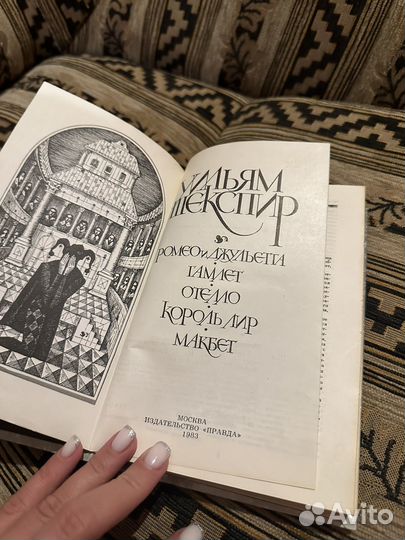 УИЛЬЯМ
ШЕКСПИР
РОМЕО И ДЖУЛЬЕТТА
ГАМЛЕТ
ОТЕЛЛО
КОРОЛЬ ЛИР
МАКБЕТ
МОСКВА
ИЗДАТЕЛЬСТВО «ПРАВДА»
1983
Avito